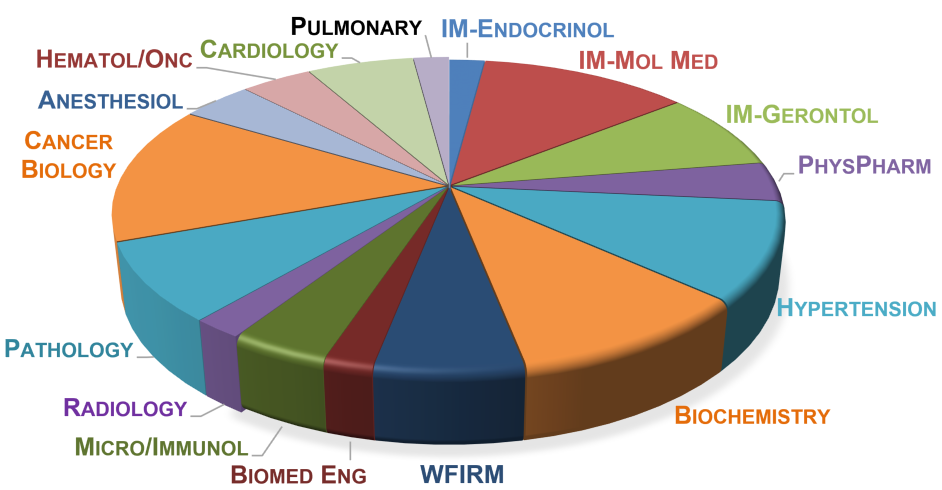 PULMONARY
IM-ENDOCRINOL
CARDIOLOGY
HEMATOL/ONC
IM-MOL MED
ANESTHESIOL
IM-GERONTOL
CANCER
BIOLOGY
PHYSPHARM
HYPERTENSION
PATHOLOGY
RADIOLOGY
BIOCHEMISTRY
MICRO/IMMUNOL
BIOMED ENG
WFIRM